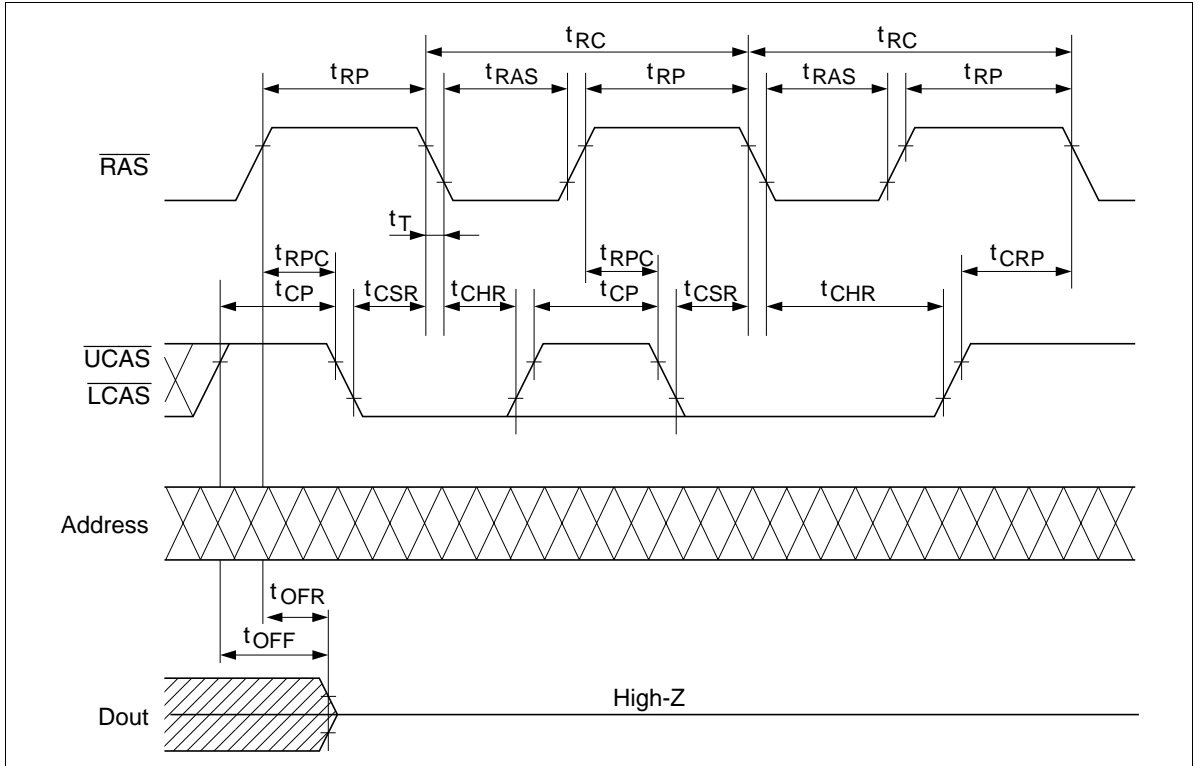 tRC tRC
tRP tRAS tRP tRAS tRP
RAS
tT
tRPC tRPC tCRP
tCP tCSR tCHR tCP tCSR tCHR
UCAS
LCAS
Address
tOFR
tOFF
High-Z
Dout